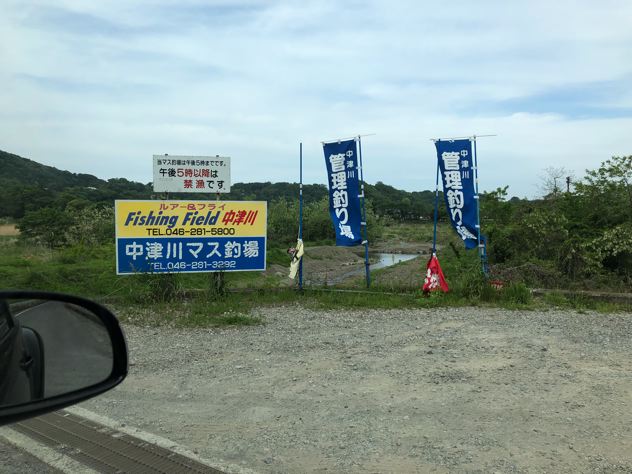 当マス釣場は午後5時までです。
午後5時以降は
禁漁です。
ルアー&フライ
Fishing Field 中津川
TEL.046-281-5800
中津川マス釣場
TEL.046-281-3292
中津川
管理釣り場
中津川
管理釣り場